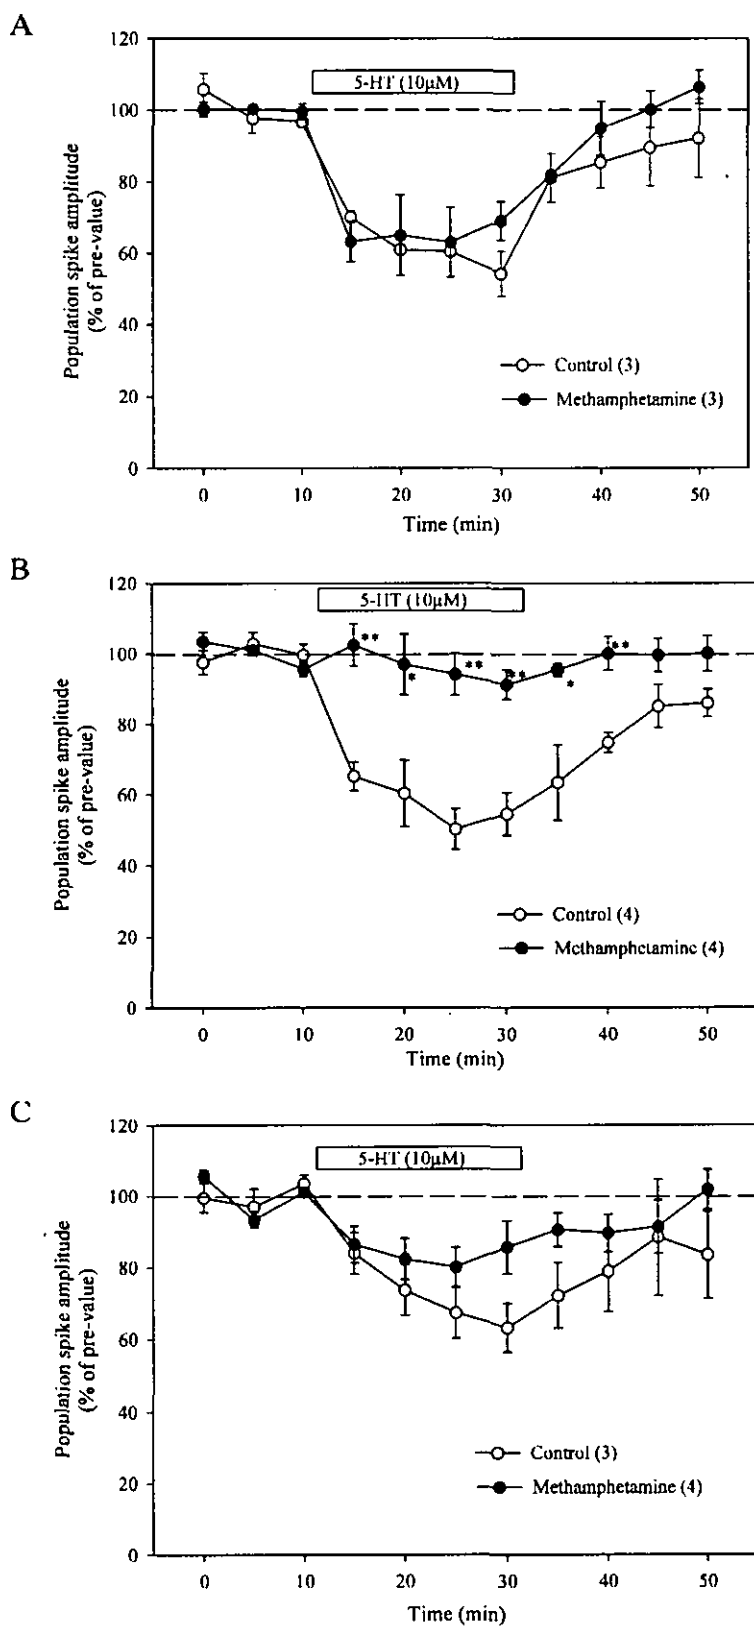 A
120
100
80
60
40
20
0
5-HT (10μM)
Population spike amplitude
(% of pre-value)
Control (3)
Methamphetamine (3)
0 10 20 30 40 50
Time (min)
B
120
100
80
60
40
20
0
5-HT (10μM)
**
*
**
**
*
**
Population spike amplitude
(% of pre-value)
Control (4)
Methamphetamine (4)
0 10 20 30 40 50
Time (min)
C
120
100
80
60
40
20
0
5-HT (10μM)
Population spike amplitude
(% of pre-value)
Control (3)
Methamphetamine (4)
0 10 20 30 40 50
Time (min)